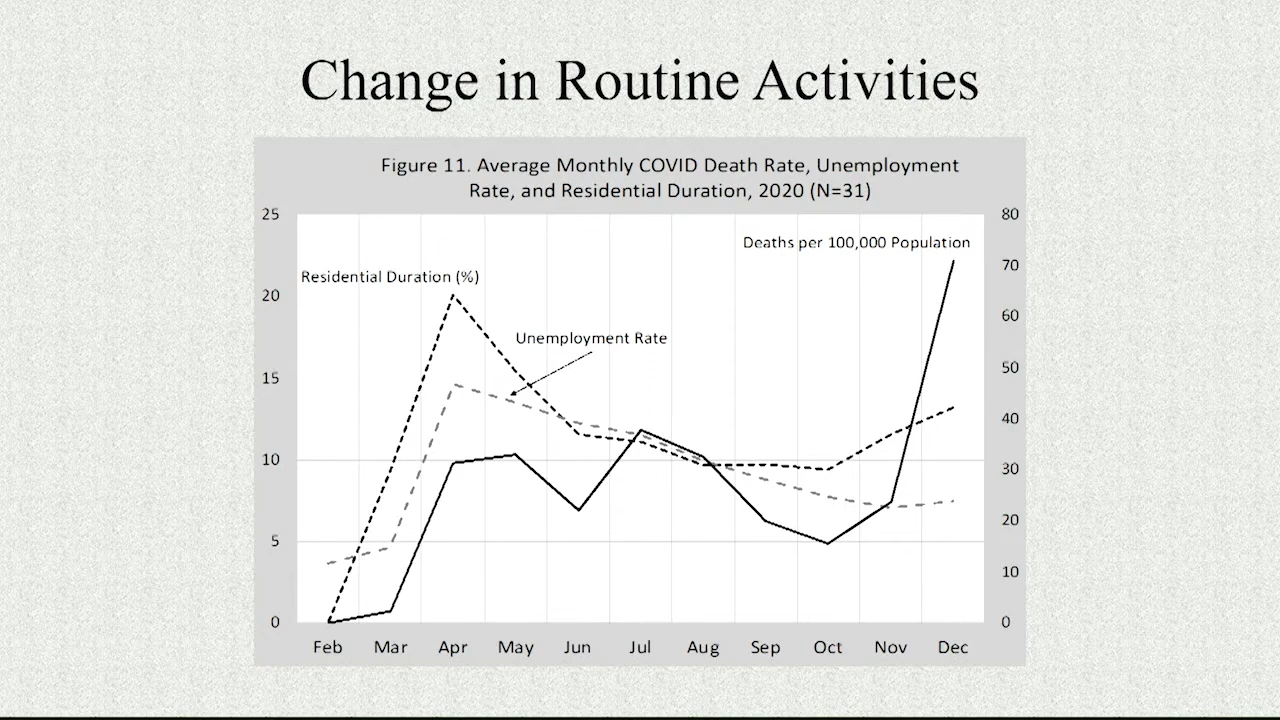 Change in Routine Activities
Figure 11. Average Monthly COVID Death Rate, Unemployment
Rate, and Residential Duration, 2020 (N=31)
25
80
Deaths per 100,000 Population
70
Residential Duration (%)
20
60
Unemployment Rate
50
15
40
10
30
20
5
10
0
0
Feb Mar Apr May Jun Jul Aug Sep Oct Nov Dec